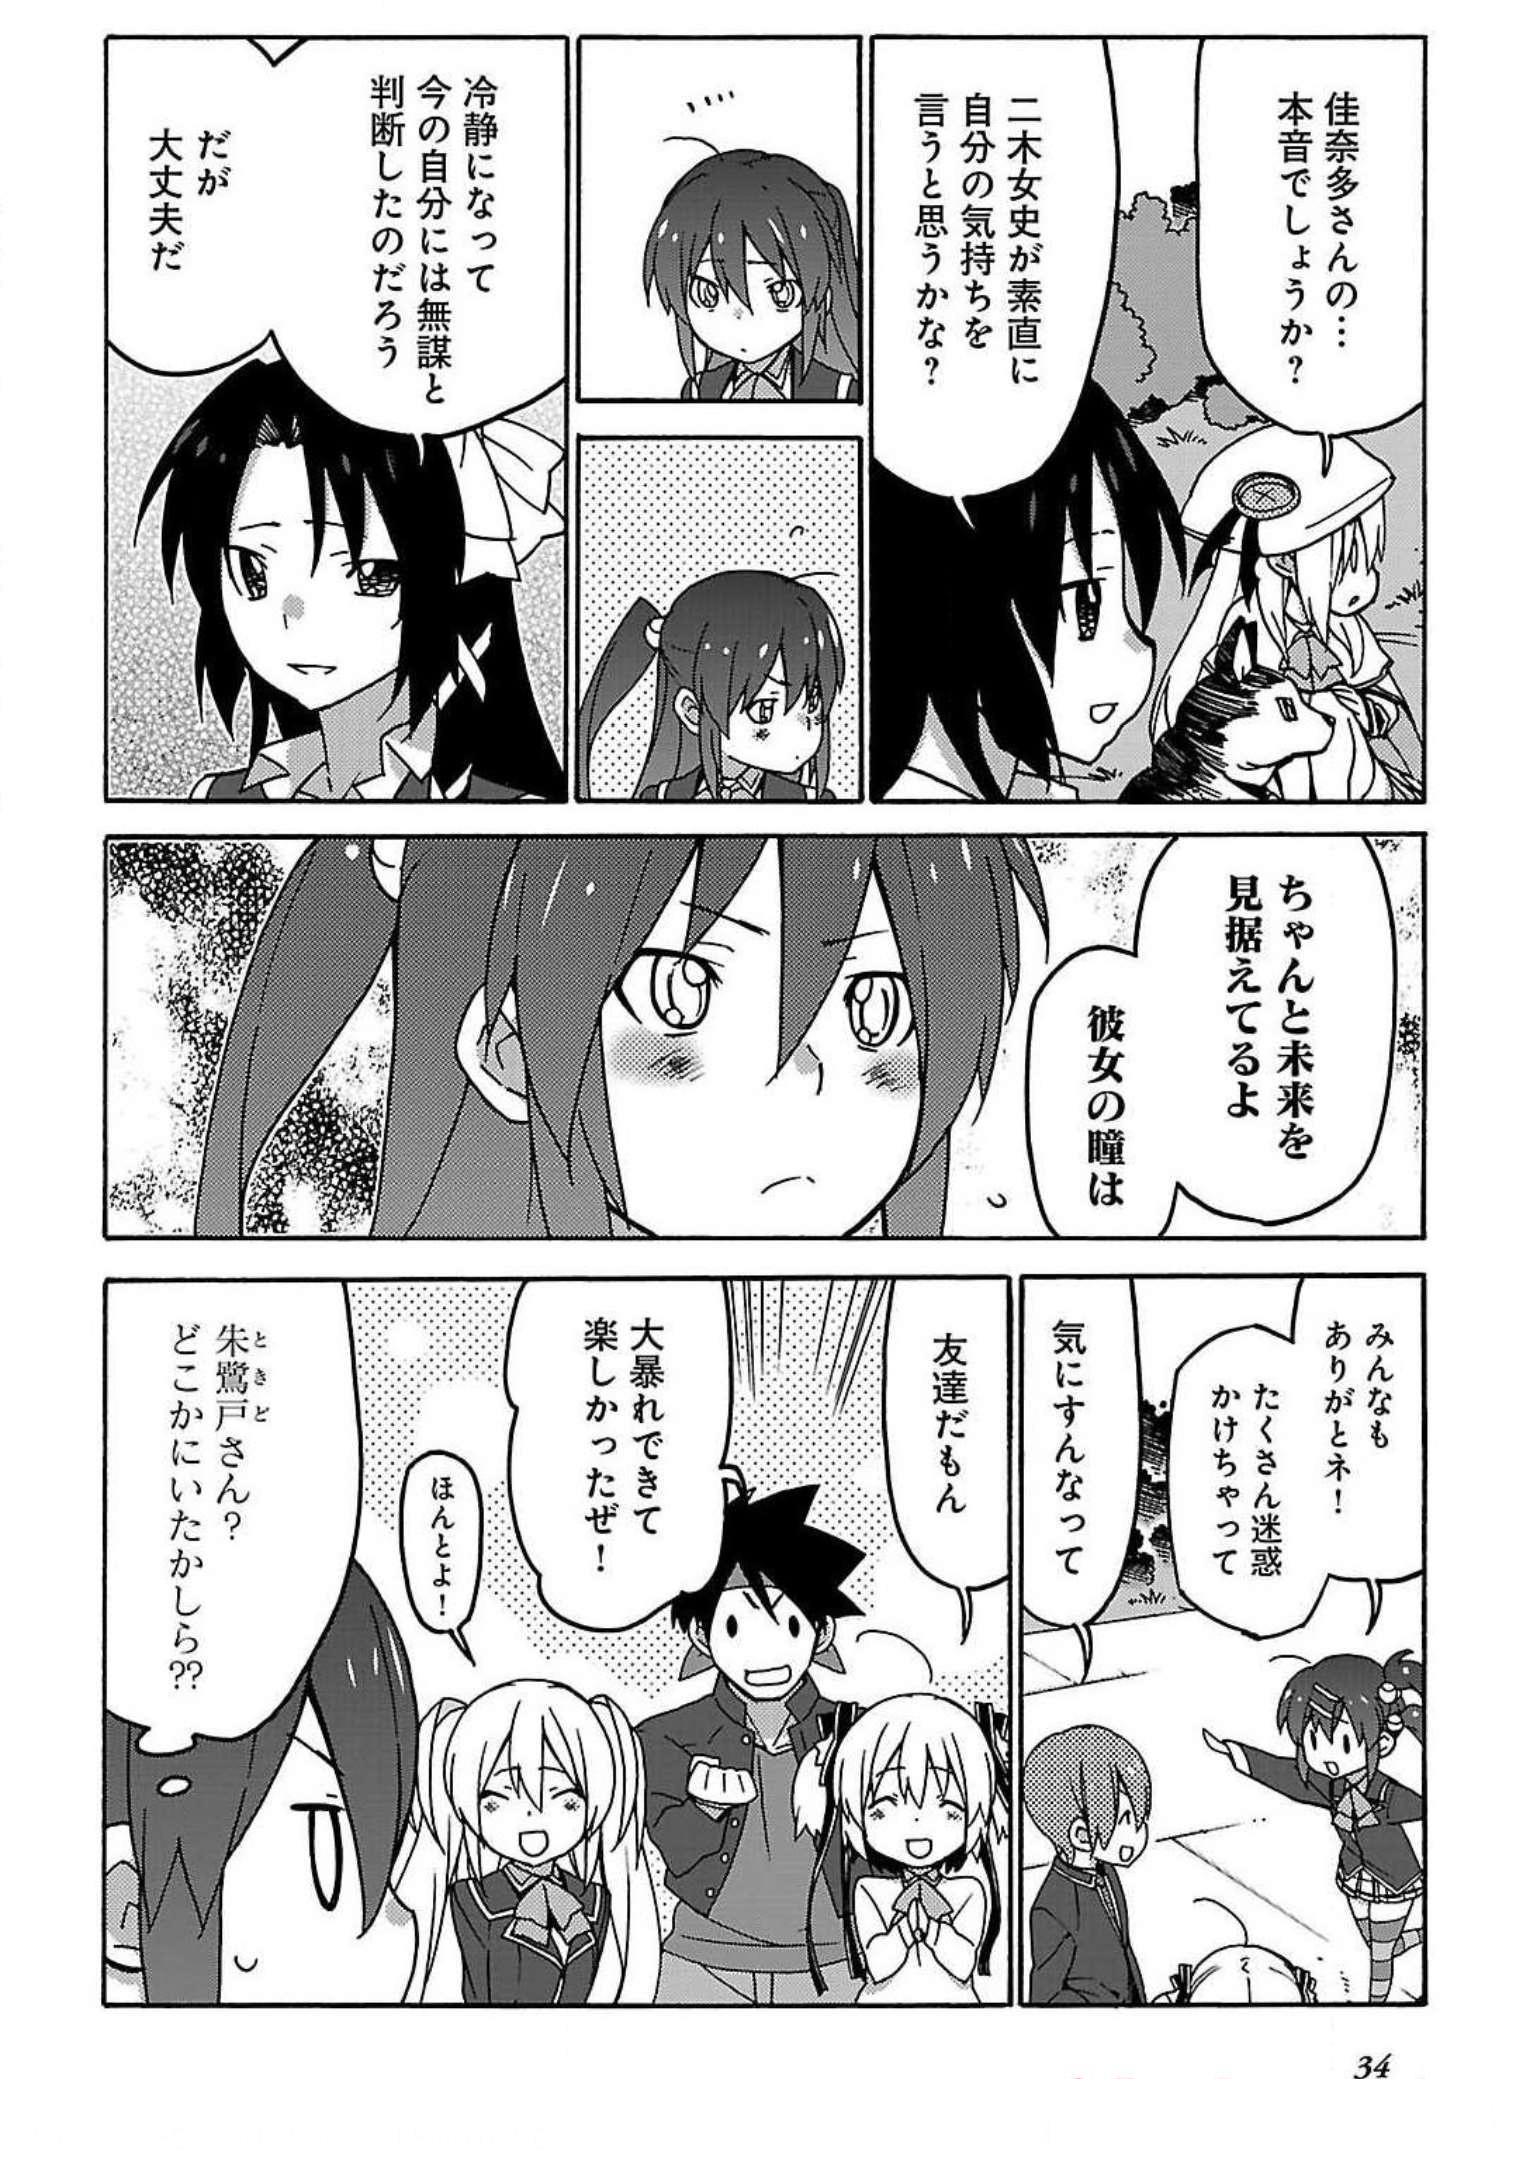 佳奈多さんの…
本音でしょうか?
二木女史が素直に
自分の気持ちを
言うと思うかな?
冷静になって
今の自分には無謀と
判断したのだろう
だが
大丈夫だ
ちゃんと未来を
見据えてるよ
彼女の瞳は
みんなも
ありがとネ!
たくさん迷惑
かけちゃって
気にすんなって
友達だもん
大暴れできて
楽しかったぜ!
ほんとよ!
朱鷺戸さん?
ときど
どこかにいたかしら??
34